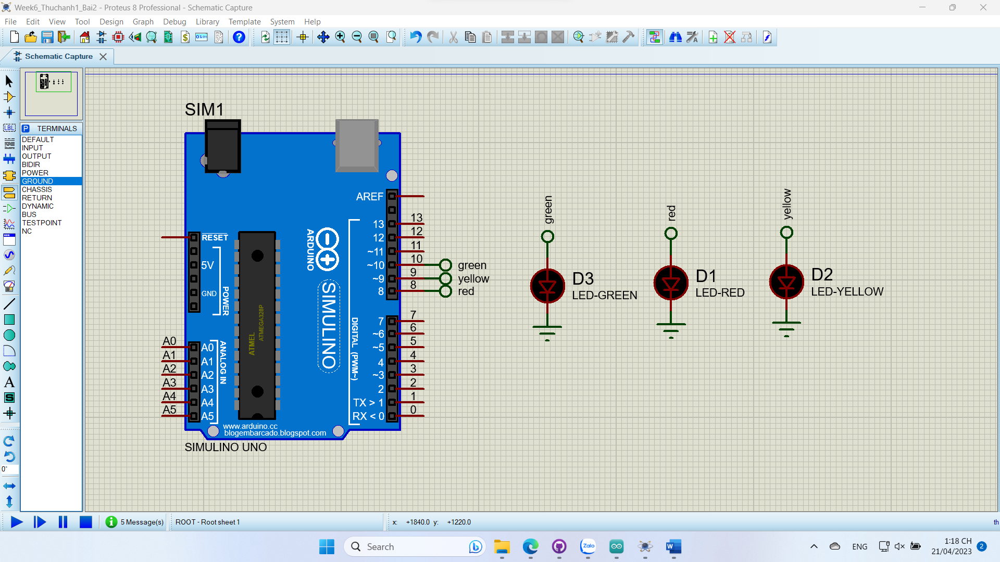 Week6_Thuchanh1_Bai2 - Proteus 8 Professional - Schematic Capture
File Edit View Tool Design Graph Debug Library Template System Help
Schematic Capture
LBL
P TERMINALS
DEFAULT
INPUT
OUTPUT
BIDIR
POWER
GROUND
CHASSIS
RETURN
DYNAMIC
BUS
TESTPOINT
NC
A
S
0°
SIM1
AREF
13 13
12 12
~11 11
~10 10
~9 9
8 8
green
yellow
red
7 7
~6 6
~5 5
4 4
~3 3
2 2
TX > 1 1
RX < 0 0
RESET
5V
GND
POWER
A0 A0
A1 A1
A2 A2
A3 A3
A4 A4
A5 A5
ANALOG IN
ATMEL
ATMEGA328P
ARDUINO
SIMULINO
DIGITAL (PWM~)
www.arduino.cc
blogembarcado.blogspot.com
SIMULINO UNO
green
D3
LED-GREEN
red
D1
LED-RED
yellow
D2
LED-YELLOW
5 Message(s)
ROOT - Root sheet 1
x: +1840.0 y: +1220.0
th
Search
Zalo
W
ENG
1:18 CH
21/04/2023
2